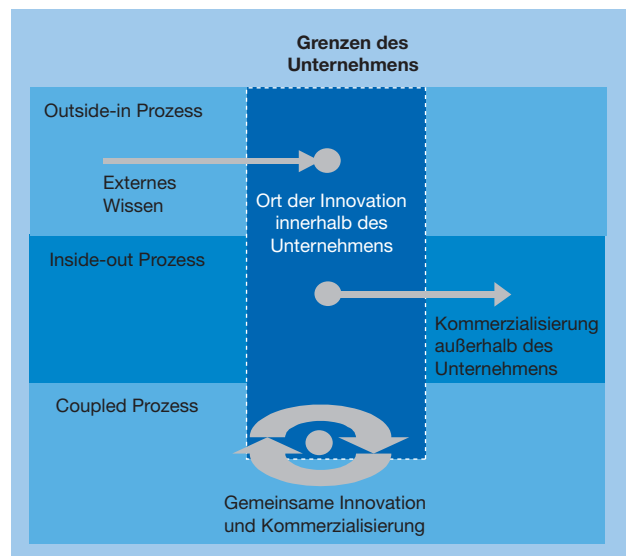 Grenzen des
Unternehmens
Outside-in Prozess
Externes
Wissen
Ort der Innovation
innerhalb des
Unternehmens
Inside-out Prozess
Kommerzialisierung
außerhalb des
Unternehmens
Coupled Prozess
Gemeinsame Innovation
und Kommerzialisierung